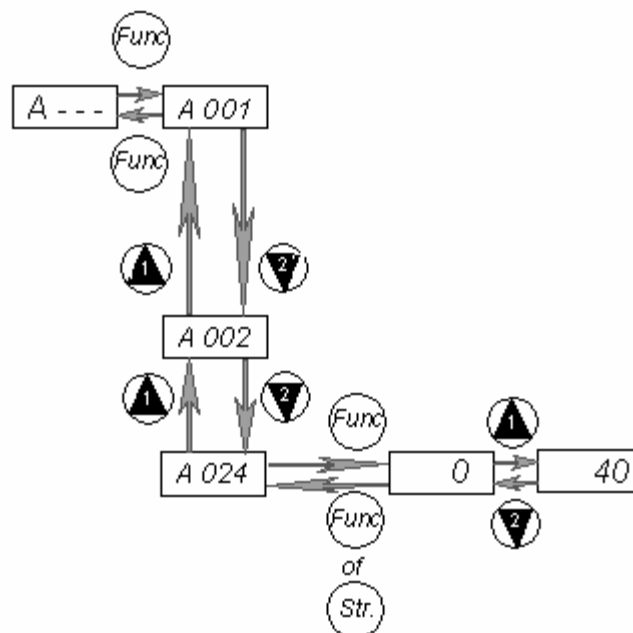 Func
A - - - A 001
Func
1 2
A 002
1 2
Func 1
A 024 0 40
Func 2
of
Str.